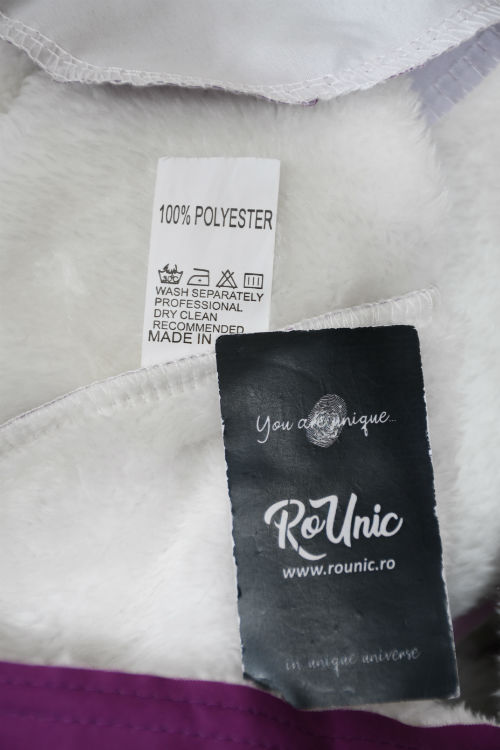 100% POLYESTER
WASH SEPARATELY
PROFESSIONAL
DRY CLEAN
RECOMMENDED
MADE IN
You are unique...
RoUnic
www.rounic.ro
in unique universe